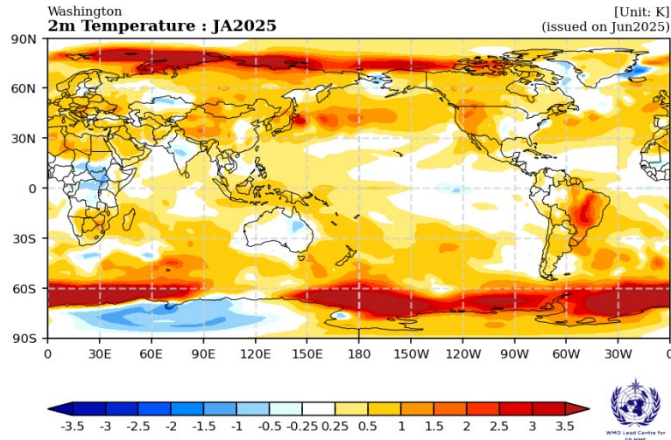 Washington
[Unit: K]
2m Temperature : JA2025
(issued on Jun2025)
90N
60N
30N
0
30S
60S
90S
0 30E 60E 90E 120E 150E 180 150W 120W 90W 60W 30W 0
-3.5 -3 -2.5 -2 -1.5 -1 -0.5 -0.25 0.25 0.5 1 1.5 2 2.5 3 3.5
WMO Lead Centre for